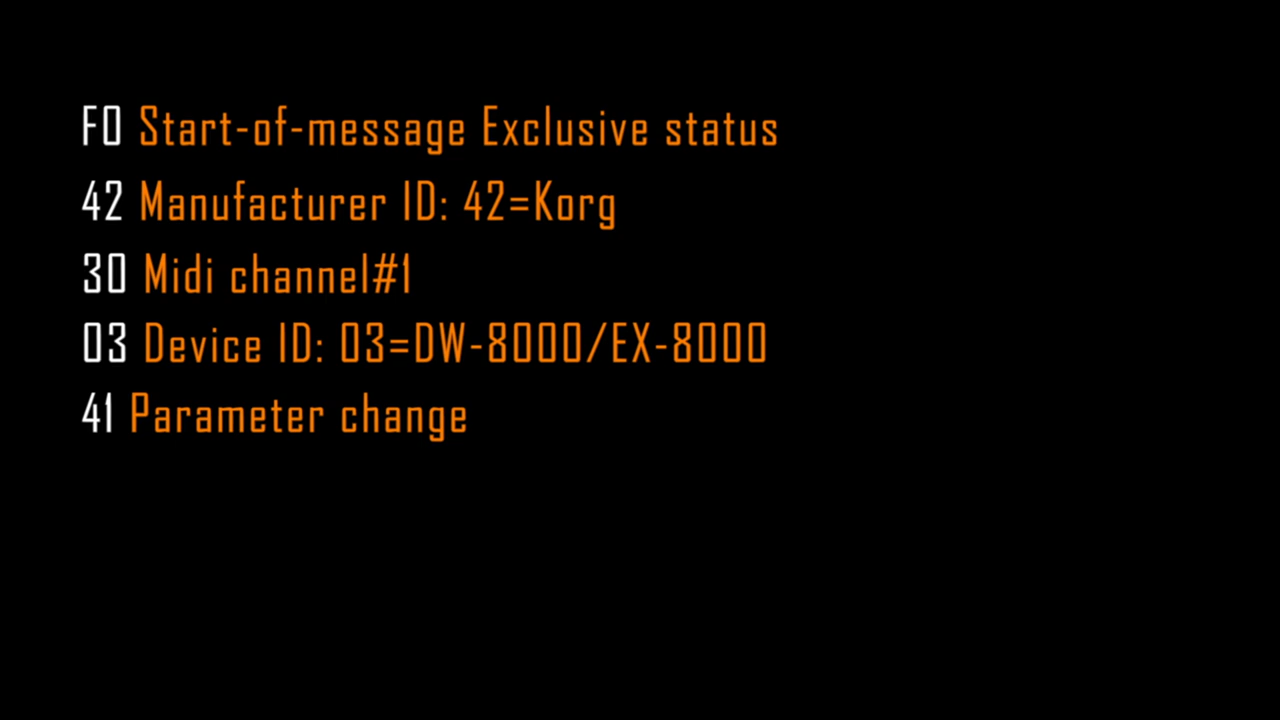 F0 Start-of-message Exclusive status
42 Manufacturer ID: 42=Korg
30 Midi channel#1
03 Device ID: 03=DW-8000/EX-8000
41 Parameter change